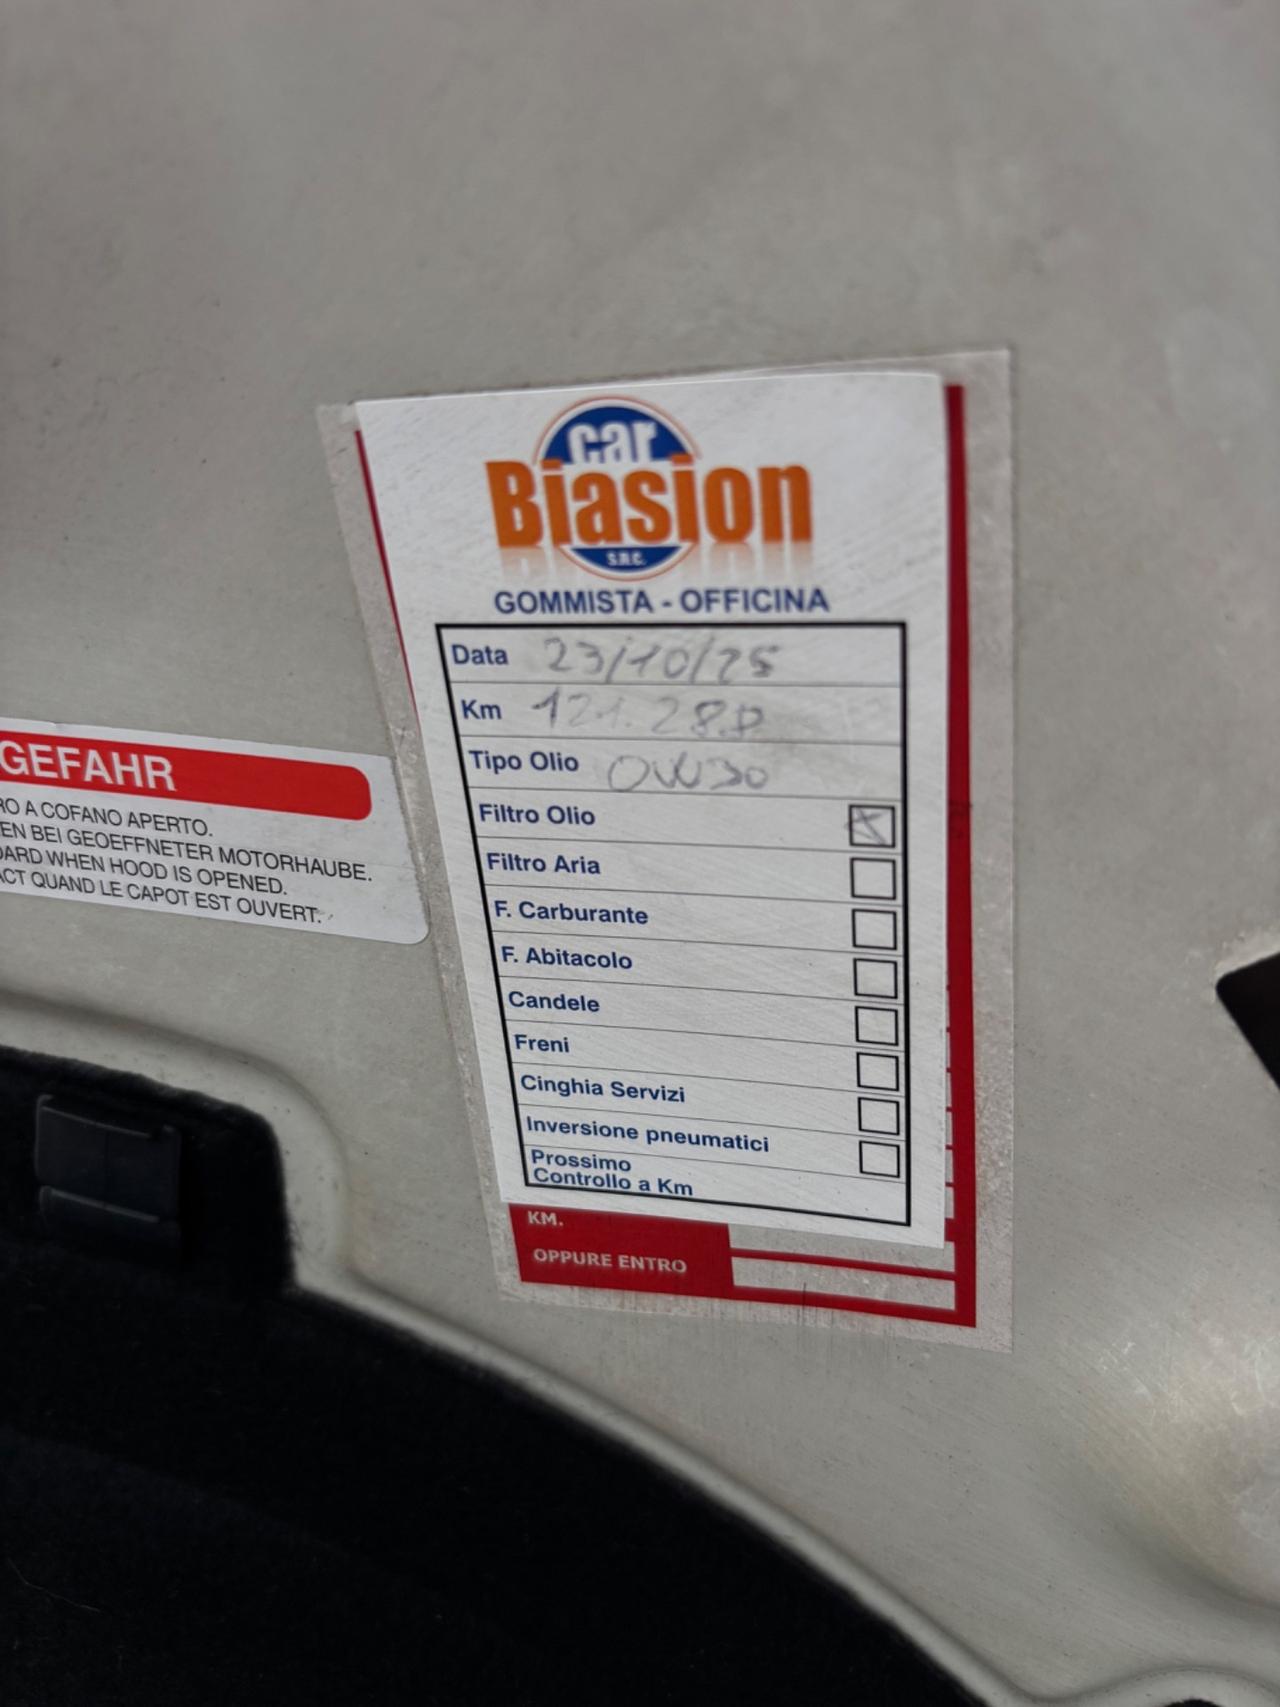 car
Biasion
S.N.C.
GOMMISTA - OFFICINA
Data 23/10/25
Km
Tipo Olio 0W30
Filtro Olio
Filtro Aria
F. Carburante
F. Abitacolo
Candele
Freni
Cinghia Servizi
Inversione pneumatici
Prossimo
Controllo a Km
KM.
OPPURE ENTRO
GEFAHR
RO A COFANO APERTO.
EN BEI GEOEFFNETER MOTORHAUBE.
OARD WHEN HOOD IS OPENED.
ACT QUAND LE CAPOT EST OUVERT.